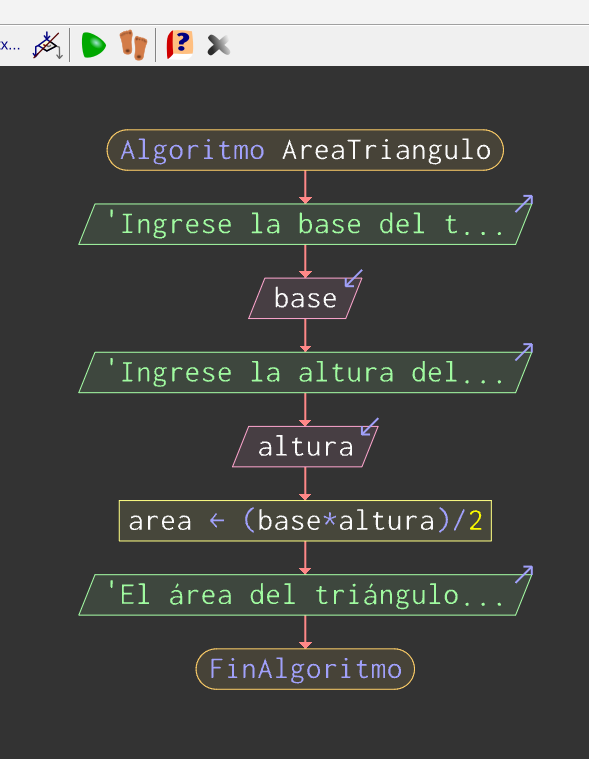 x...
Algoritmo AreaTriangulo
'Ingrese la base del t...
base
'Ingrese la altura del...
altura
area ← (base*altura)/2
'El área del triángulo...
FinAlgoritmo